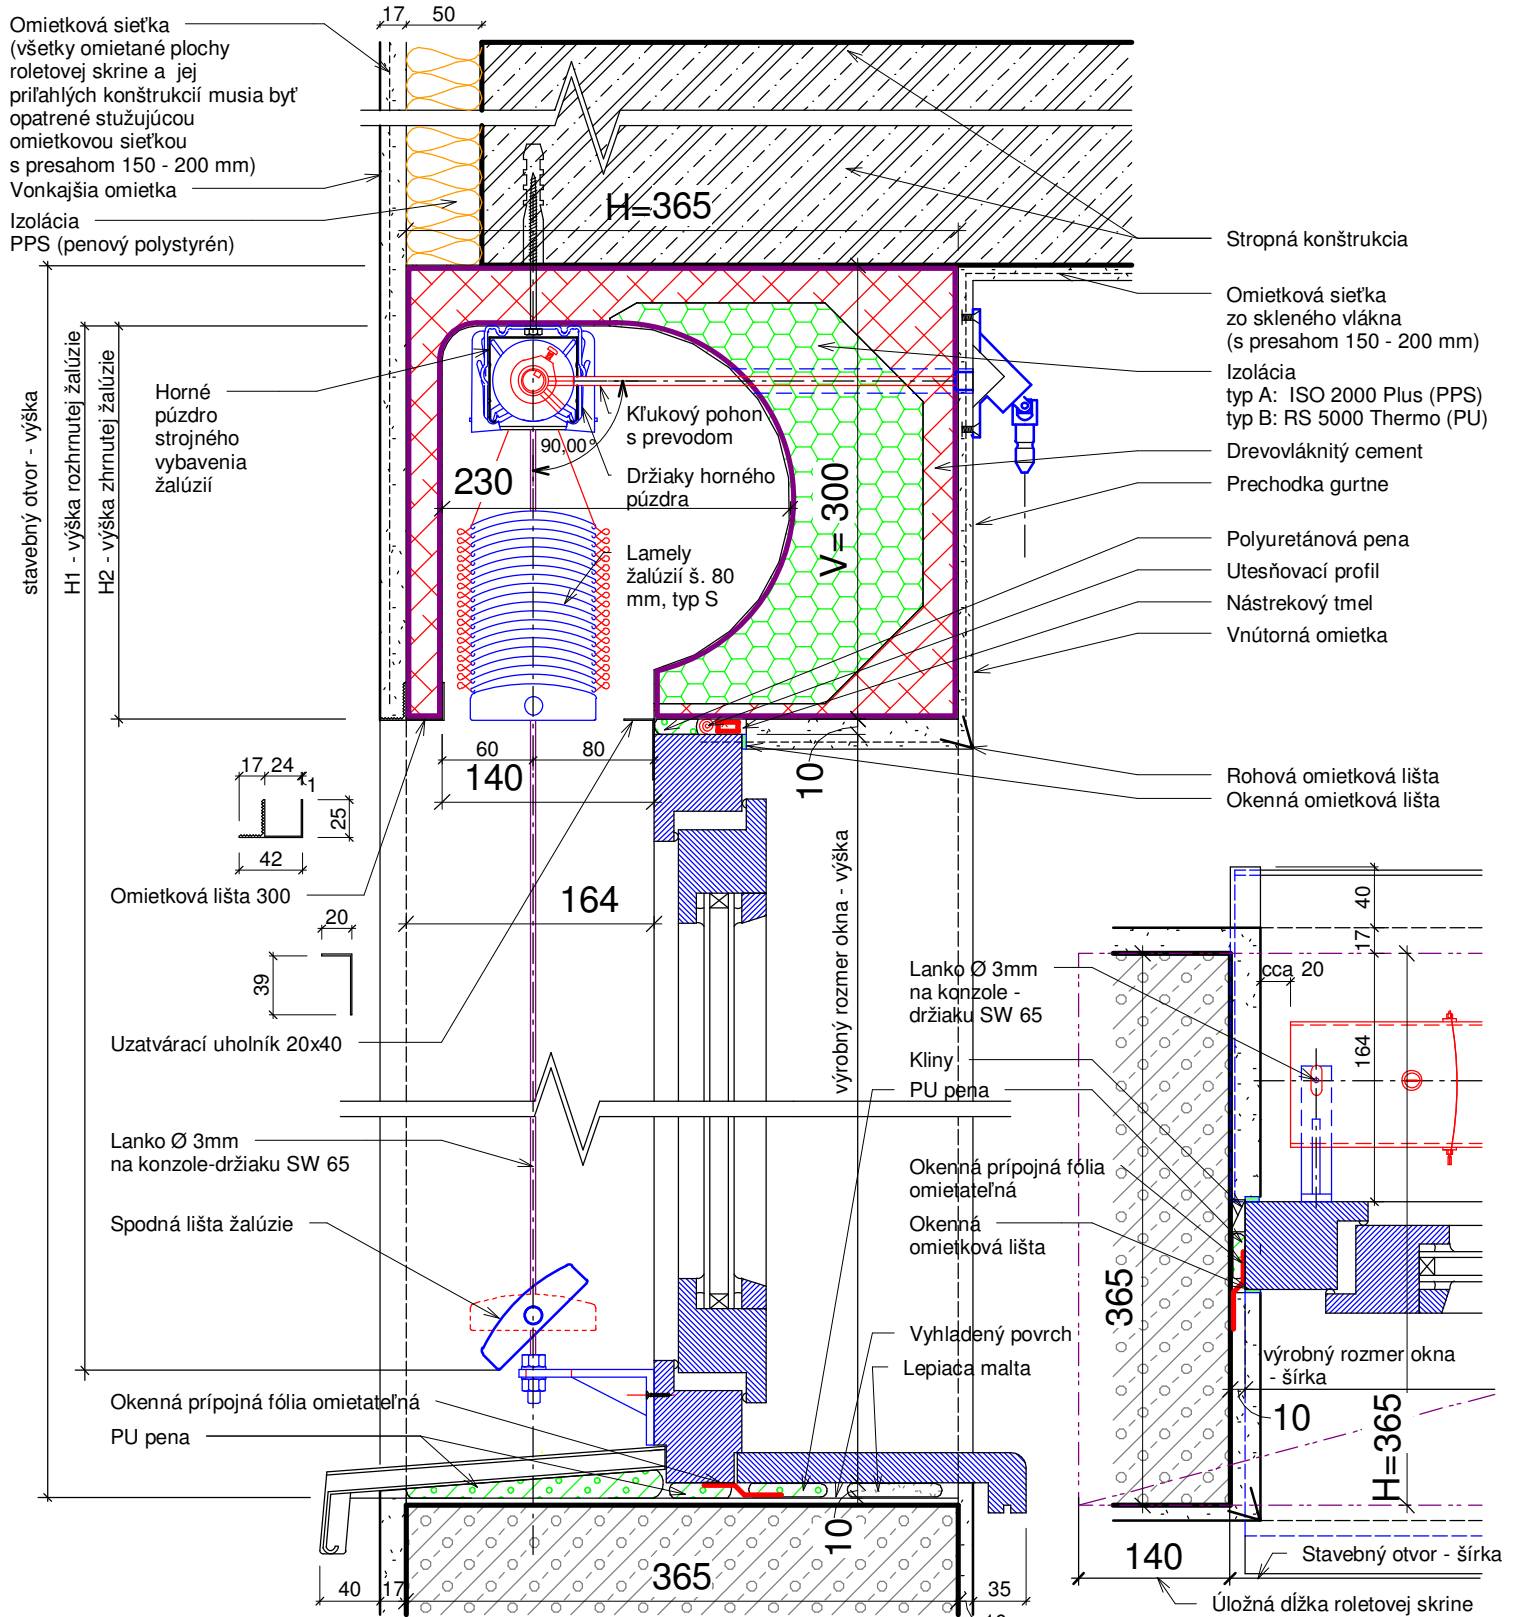 Omietková sieťka
(všetky omietané plochy
roletovej skrine a jej
priľahlých konštrukcií musia byť
opatrené stužujúcou
omietkovou sieťkou
s presahom 150 - 200 mm)
Vonkajšia omietka
Izolácia
PPS (penový polystyrén)
17
50
H=365
Stropná konštrukcia
Omietková sieťka
zo skleného vlákna
(s presahom 150 - 200 mm)
Izolácia
typ A: ISO 2000 Plus (PPS)
typ B: RS 5000 Thermo (PU)
Drevovláknitý cement
Prechodka gurtne
Polyuretánová pena
Utesňovací profil
Nástrekový tmel
Vnútorná omietka
Rohová omietková lišta
Okenná omietková lišta
stavebný otvor - výška
H1 - výška rozhrnutej žalúzie
H2 - výška zhrnutej žalúzie
Horné
púzdro
strojného
vybavenia
žalúzií
Kľukový pohon
s prevodom
90,00°
Držiaky horného
púzdra
230
V= 300
Lamely
žalúzií š. 80
mm, typ S
60
80
140
10
17
24
1
25
42
Omietková lišta 300
164
20
39
Uzatvárací uholník 20x40
výrobný rozmer okna - výška
Lanko Ø 3mm
na konzole-držiaku SW 65
Spodná lišta žalúzie
Okenná prípojná fólia omietateľná
PU pena
Vyhladený povrch
Lepiaca malta
10
40
17
365
35
40
17
cca 20
164
Lanko Ø 3mm
na konzole -
držiaku SW 65
Kliny
PU pena
Okenná prípojná fólia
omietateľná
Okenná
omietková lišta
365
výrobný rozmer okna
- šírka
10
H=365
140
Stavebný otvor - šírka
Úložná dĺžka roletovej skrine